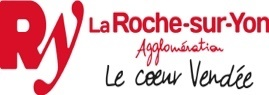 Ry
La Roche-sur-Yon
Agglomération
Le cœur Vendée